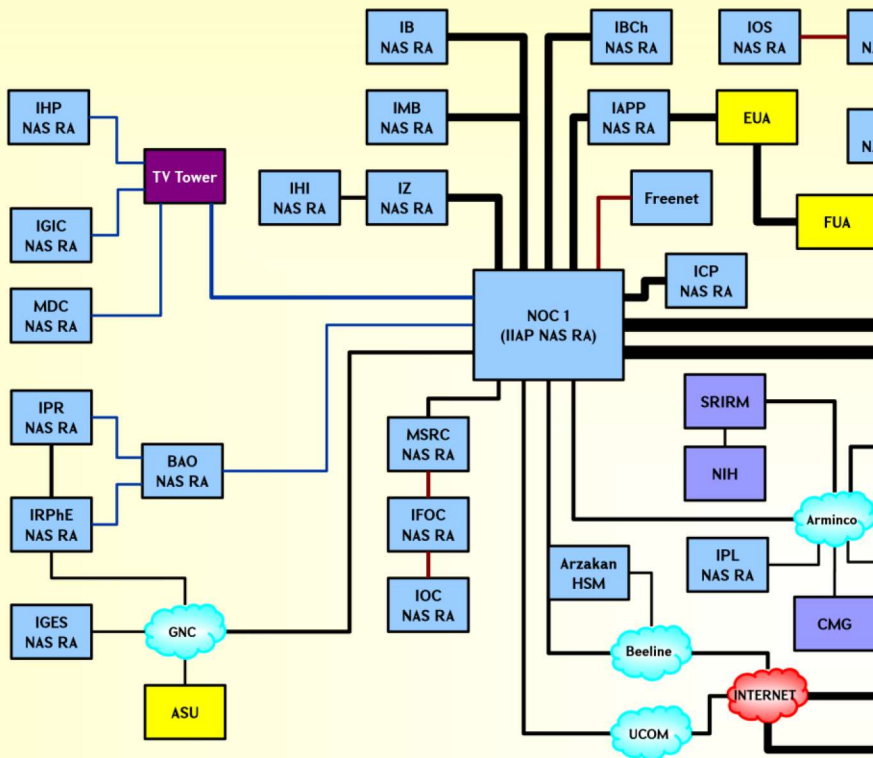 IB
NAS RA
IBCh
NAS RA
IOS
NAS RA
IHP
NAS RA
IMB
NAS RA
IAPP
NAS RA
EUA
TV Tower
IHI
NAS RA
IZ
NAS RA
Freenet
IGIC
NAS RA
FUA
ICP
NAS RA
MDC
NAS RA
NOC 1
(IIAP NAS RA)
IPR
NAS RA
MSRC
NAS RA
SRIRM
BAO
NAS RA
NIH
IRPhE
NAS RA
IFOC
NAS RA
Arminco
IPL
NAS RA
Arzakan
HSM
IOC
NAS RA
IGES
NAS RA
GNC
CMG
Beeline
INTERNET
ASU
UCOM